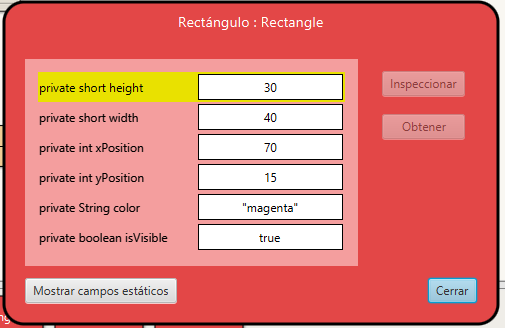 Rectángulo : Rectangle
private short height 30
private short width 40
private int xPosition 70
private int yPosition 15
private String color "magenta"
private boolean isVisible true
Inspeccionar
Obtener
Mostrar campos estáticos
Cerrar